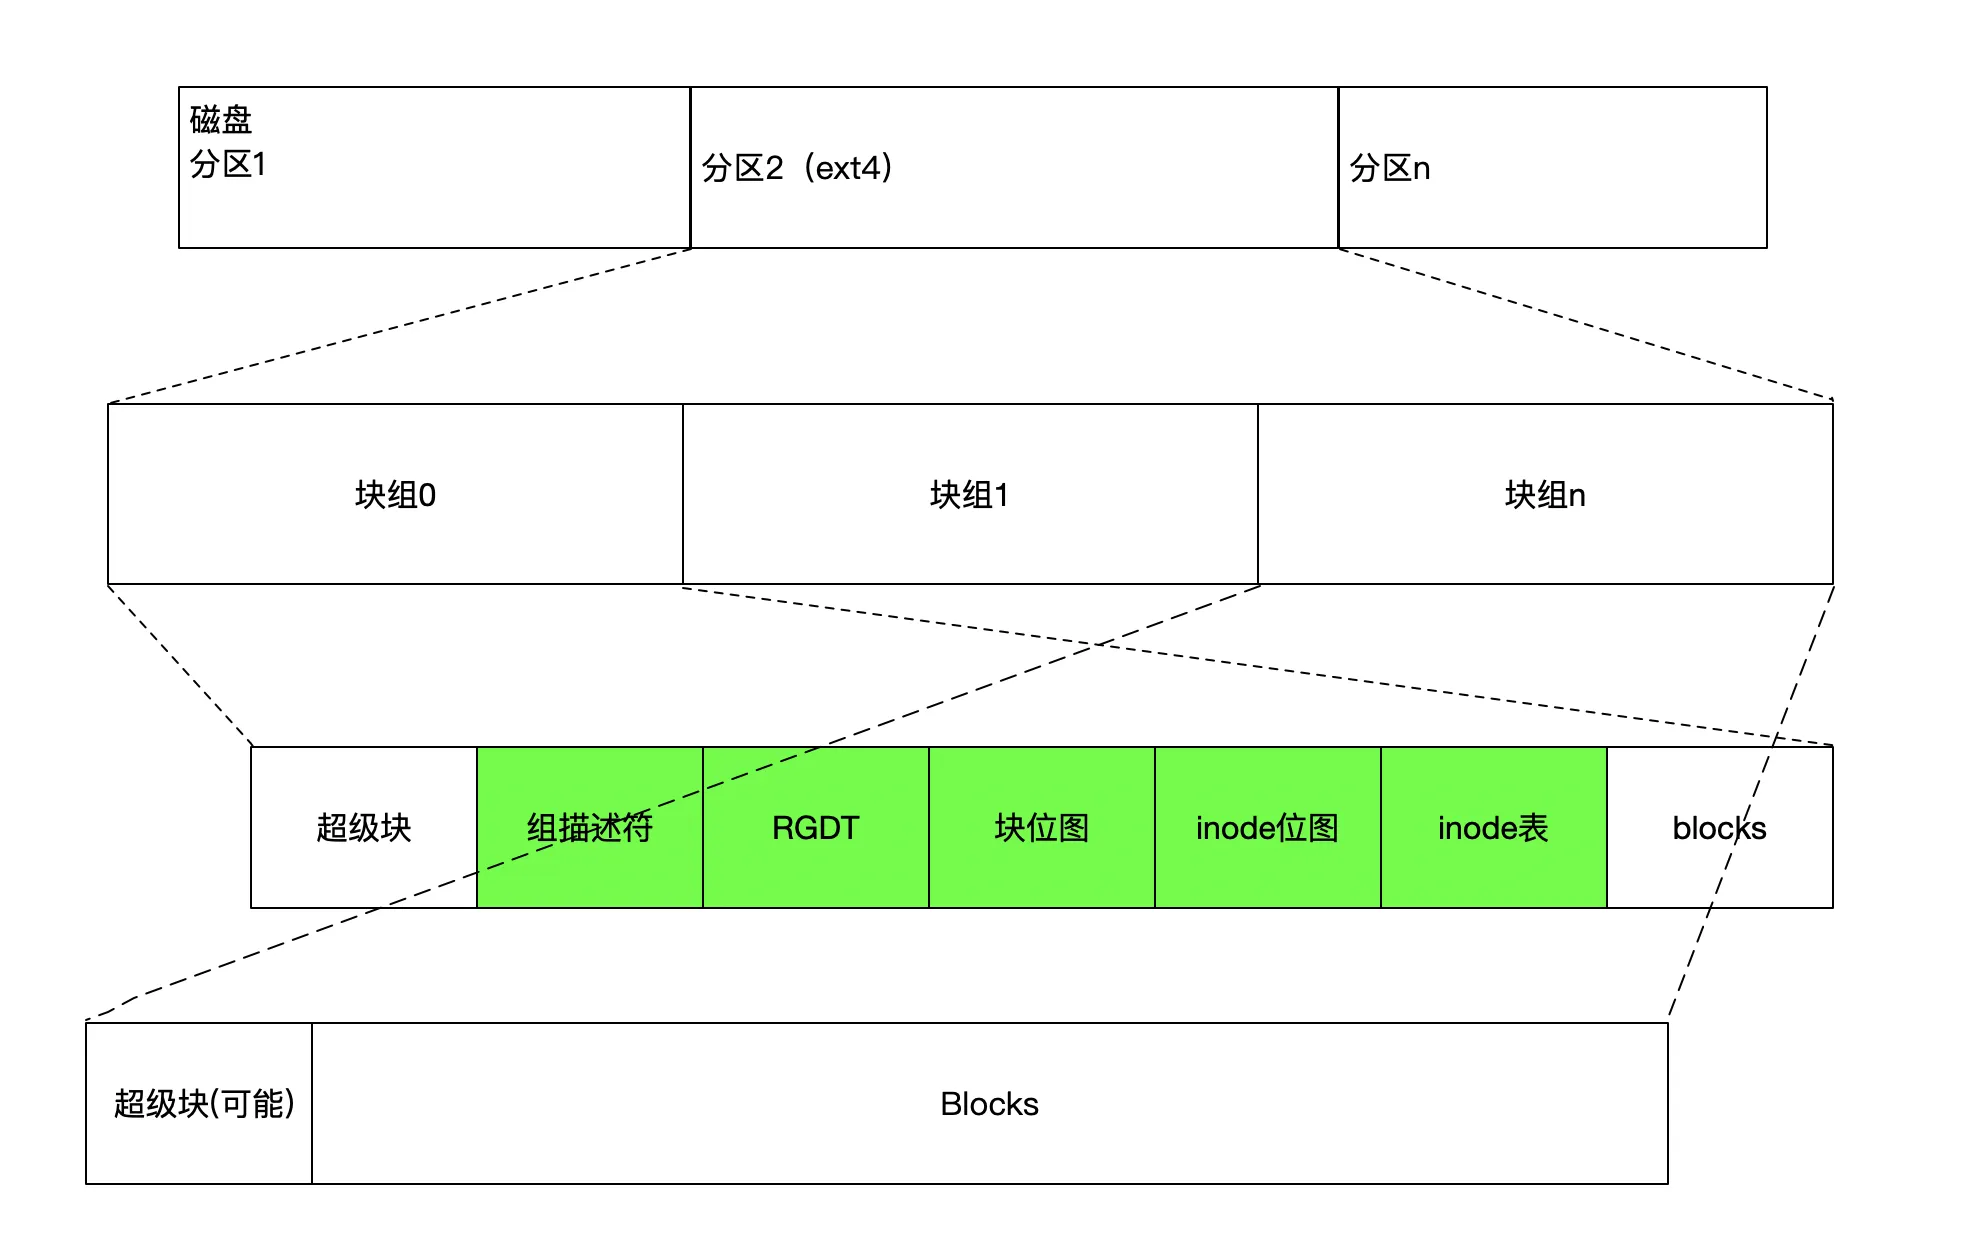 磁盘
分区1
分区2（ext4）
分区n
块组0
块组1
块组n
超级块
组描述符
RGDT
块位图
inode位图
inode表
blocks
超级块(可能)
Blocks